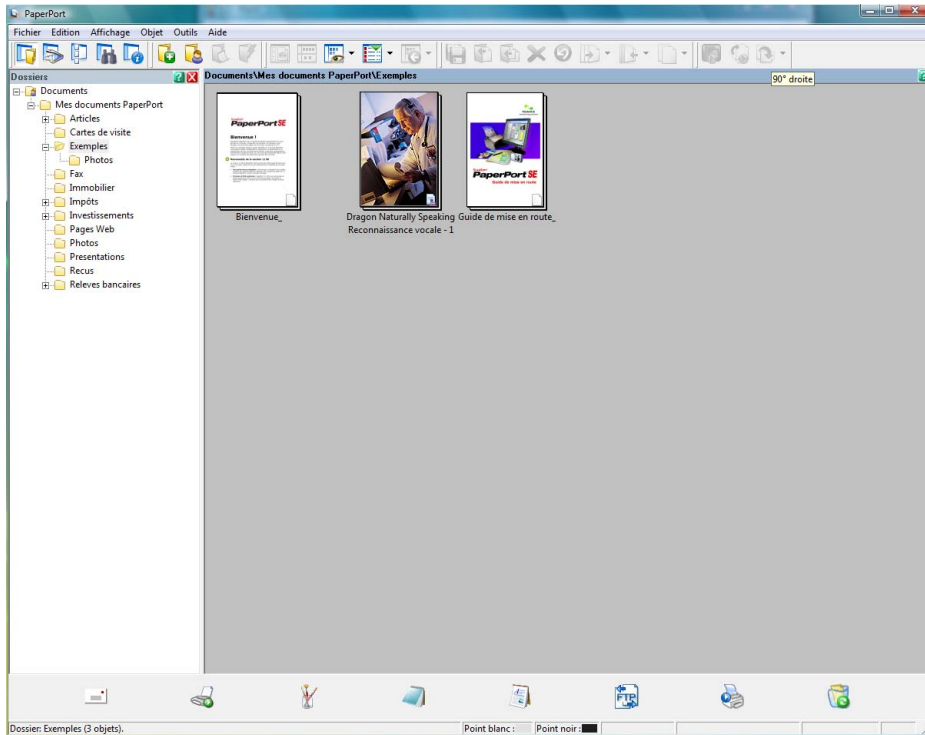 PaperPort
Fichier Edition Affichage Objet Outils Aide
Dossiers
Documents\Mes documents PaperPort\Exemples
90° droite
Documents
Mes documents PaperPort
Articles
Cartes de visite
Exemples
Photos
Fax
Immobilier
Impôts
Investissements
Pages Web
Photos
Presentations
Recus
Releves bancaires
PaperPort SE
Bienvenue !
Bienvenue_
Dragon Naturally Speaking
Reconnaissance vocale - 1
PaperPort SE
Guide de mise en route
Guide de mise en route_
FTP
Dossier: Exemples (3 objets).
Point blanc :
Point noir :